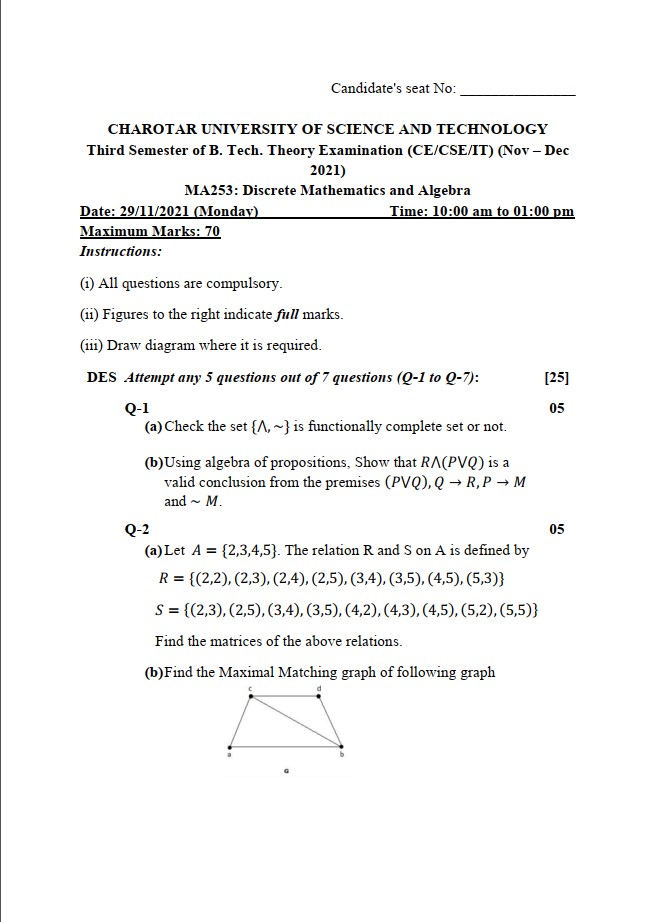 Candidate's seat No: _______________
CHAROTAR UNIVERSITY OF SCIENCE AND TECHNOLOGY
Third Semester of B. Tech. Theory Examination (CE/CSE/IT) (Nov – Dec
2021)
MA253: Discrete Mathematics and Algebra
Date: 29/11/2021 (Monday) Time: 10:00 am to 01:00 pm
Maximum Marks: 70
Instructions:
(i) All questions are compulsory.
(ii) Figures to the right indicate full marks.
(iii) Draw diagram where it is required.
DES Attempt any 5 questions out of 7 questions (Q-1 to Q-7): [25]
Q-1 05
(a) Check the set {⋀, ~} is functionally complete set or not.
(b) Using algebra of propositions, Show that R⋀(P⋁Q) is a
valid conclusion from the premises (P⋁Q), Q → R, P → M
and ~ M.
Q-2 05
(a) Let A = {2,3,4,5}. The relation R and S on A is defined by
R = {(2,2), (2,3), (2,4), (2,5), (3,4), (3,5), (4,5), (5,3)}
S = {(2,3), (2,5), (3,4), (3,5), (4,2), (4,3), (4,5), (5,2), (5,5)}
Find the matrices of the above relations.
(b) Find the Maximal Matching graph of following graph
c d
a b
G